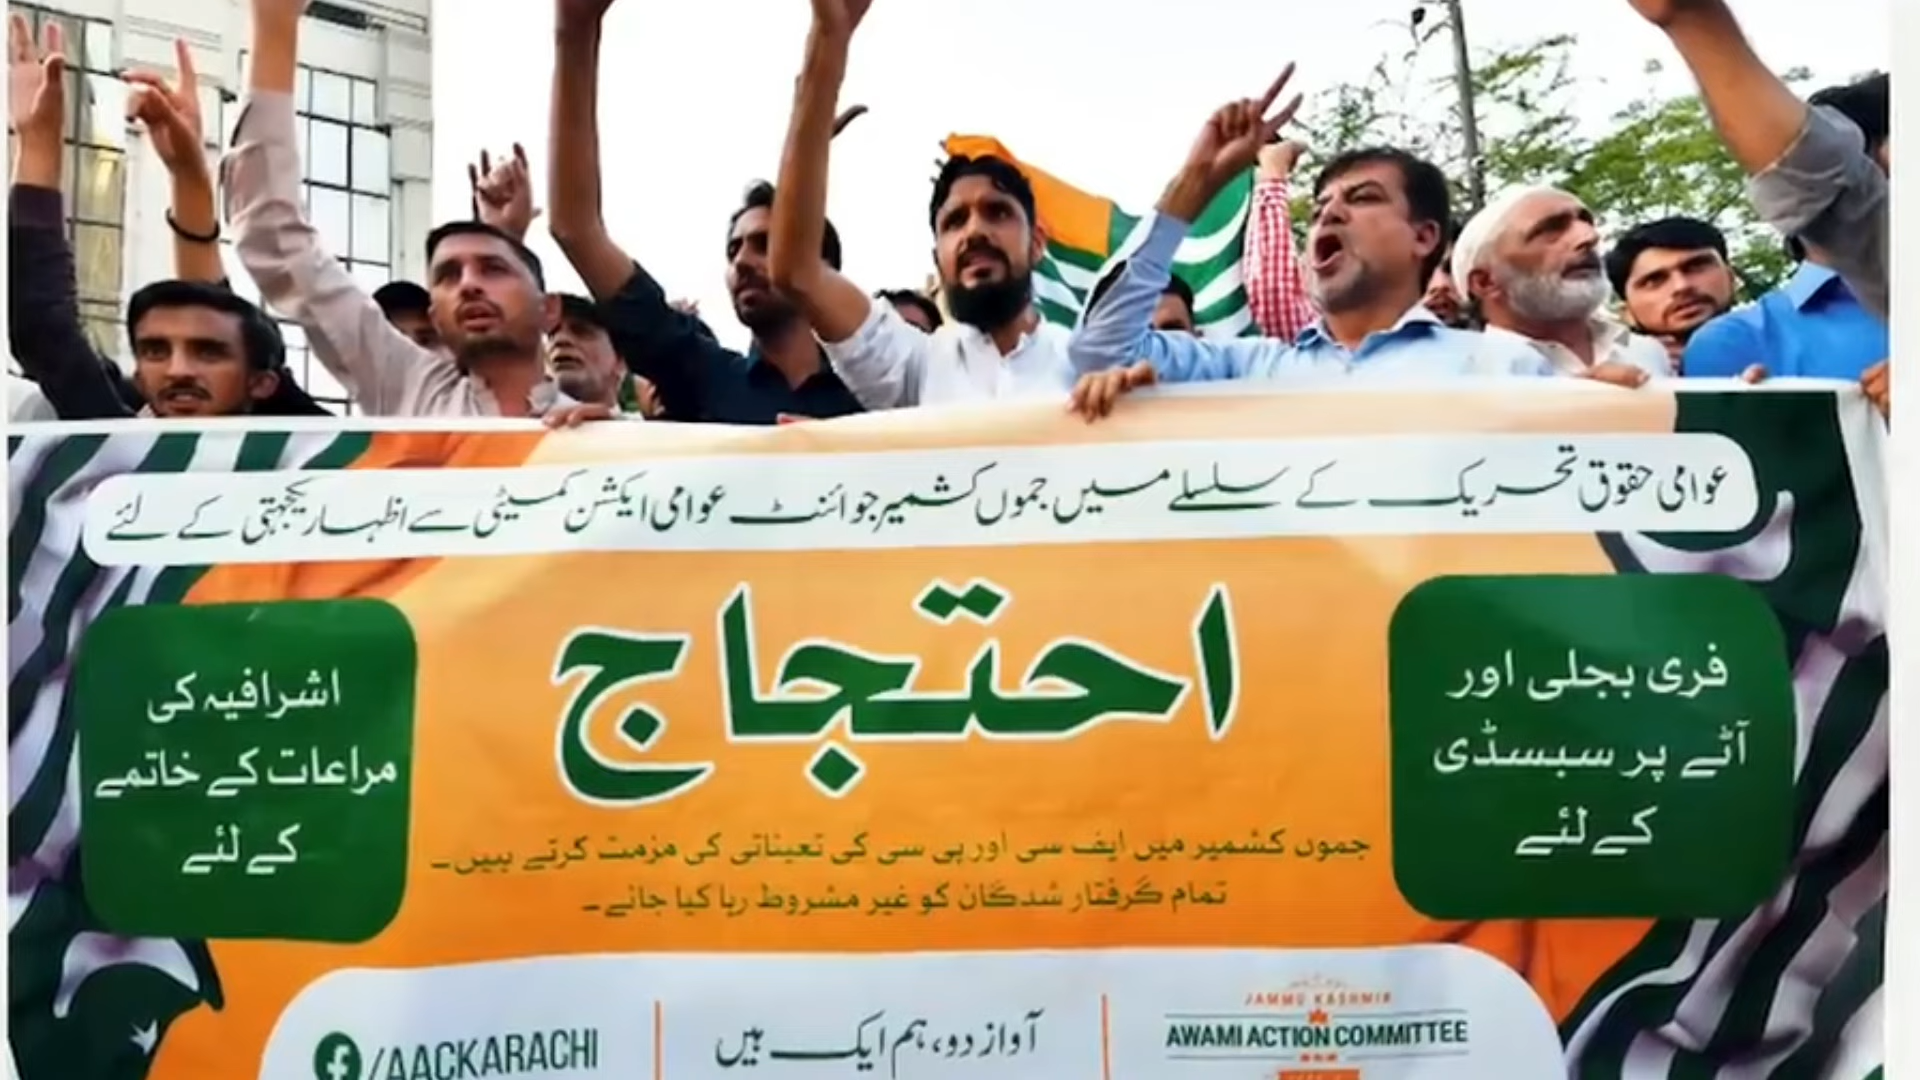 عوامی حقوق تحریک کے سلسلے میں جموں کشمیر جوائنٹ عوامی ایکشن کمیٹی سے اظہار یکجہتی کے لئے
احتجاج
فری بجلی اور
آٹے پر سبسڈی
کے لئے
اشرافیہ کی
مراعات کے خاتمے
کے لئے
جموں کشمیر میں ایف سی اور پی سی کی تعیناتی کی مزمت کرتے ہیں۔
تمام گرفتار شدگان کو غیر مشروط رہا کیا جائے۔
JAMMU KASHMIR
AWAMI ACTION COMMITTEE
آواز دو، ہم ایک ہیں
/AACKARACHI